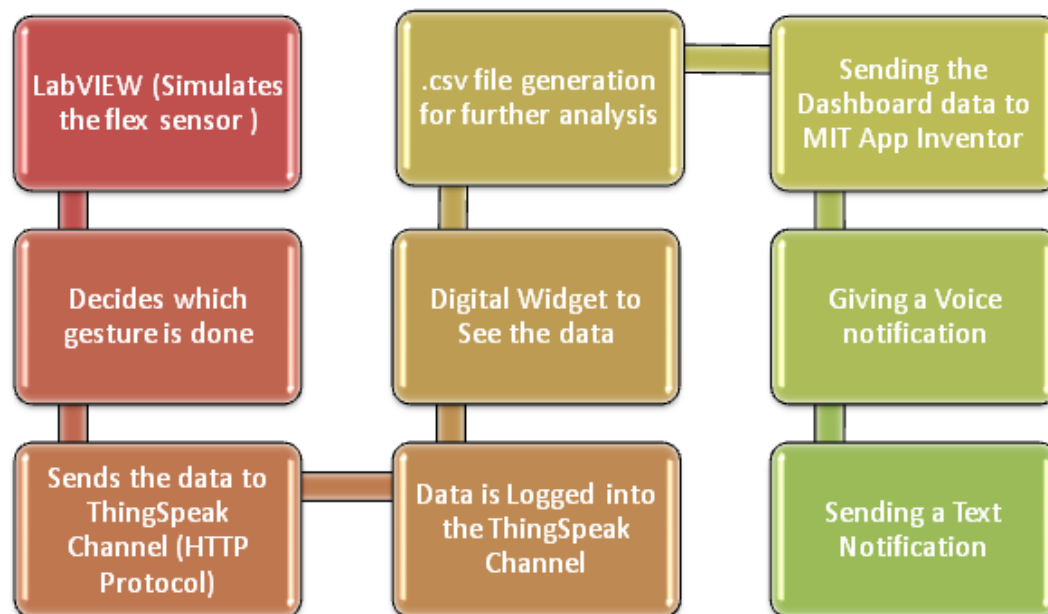 LabVIEW (Simulates
the flex sensor )
Decides which
gesture is done
Sends the data to
ThingSpeak
Channel (HTTP
Protocol)
Data is Logged into
the ThingSpeak
Channel
Digital Widget to
See the data
.csv file generation
for further analysis
Sending the
Dashboard data to
MIT App Inventor
Giving a Voice
notification
Sending a Text
Notification